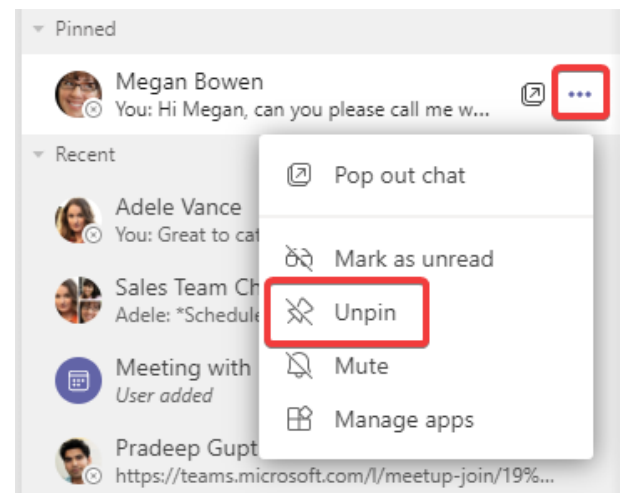 Pinned
Megan Bowen
You: Hi Megan, can you please call me w...
Recent
Pop out chat
Adele Vance
You: Great to cat
Mark as unread
Sales Team Ch
Adele: *Schedule
Unpin
Meeting with
User added
Mute
Manage apps
Pradeep Gupt
https://teams.microsoft.com/l/meetup-join/19%...